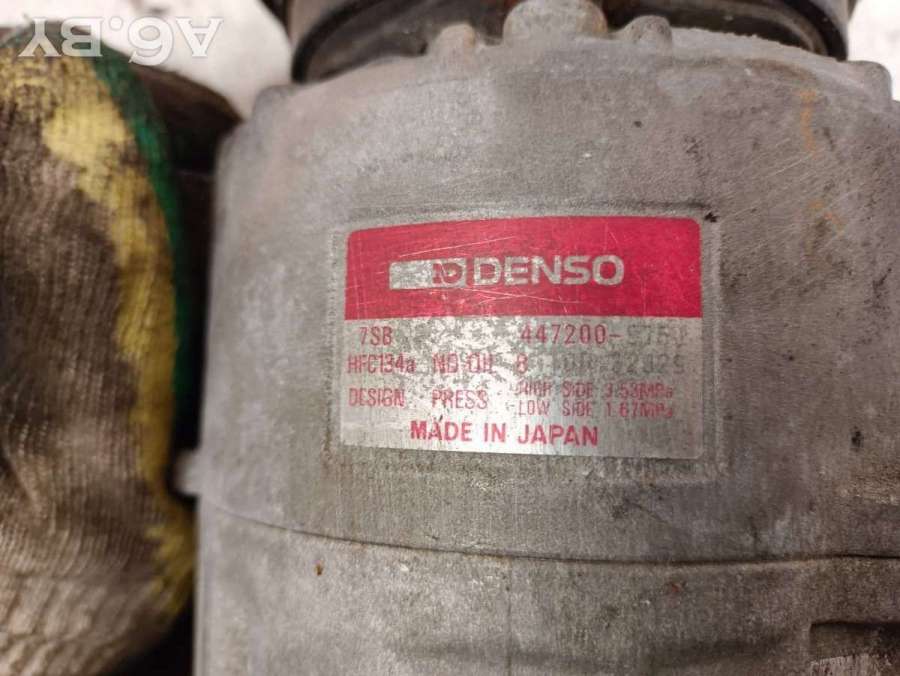 A6.BY
DENSO
7SB 447200-
HFC134a ND OIL 8
DESIGN PRESS HIGH SIDE 3.53MPa
LOW SIDE 1.67MPa
MADE IN JAPAN